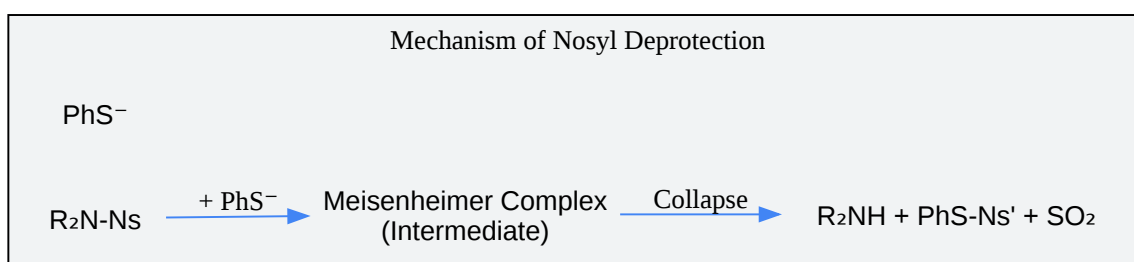 Mechanism of Nosyl Deprotection
PhS⁻
R₂N-Ns
+ PhS⁻
Meisenheimer Complex
(Intermediate)
Collapse
R₂NH + PhS-Ns' + SO₂